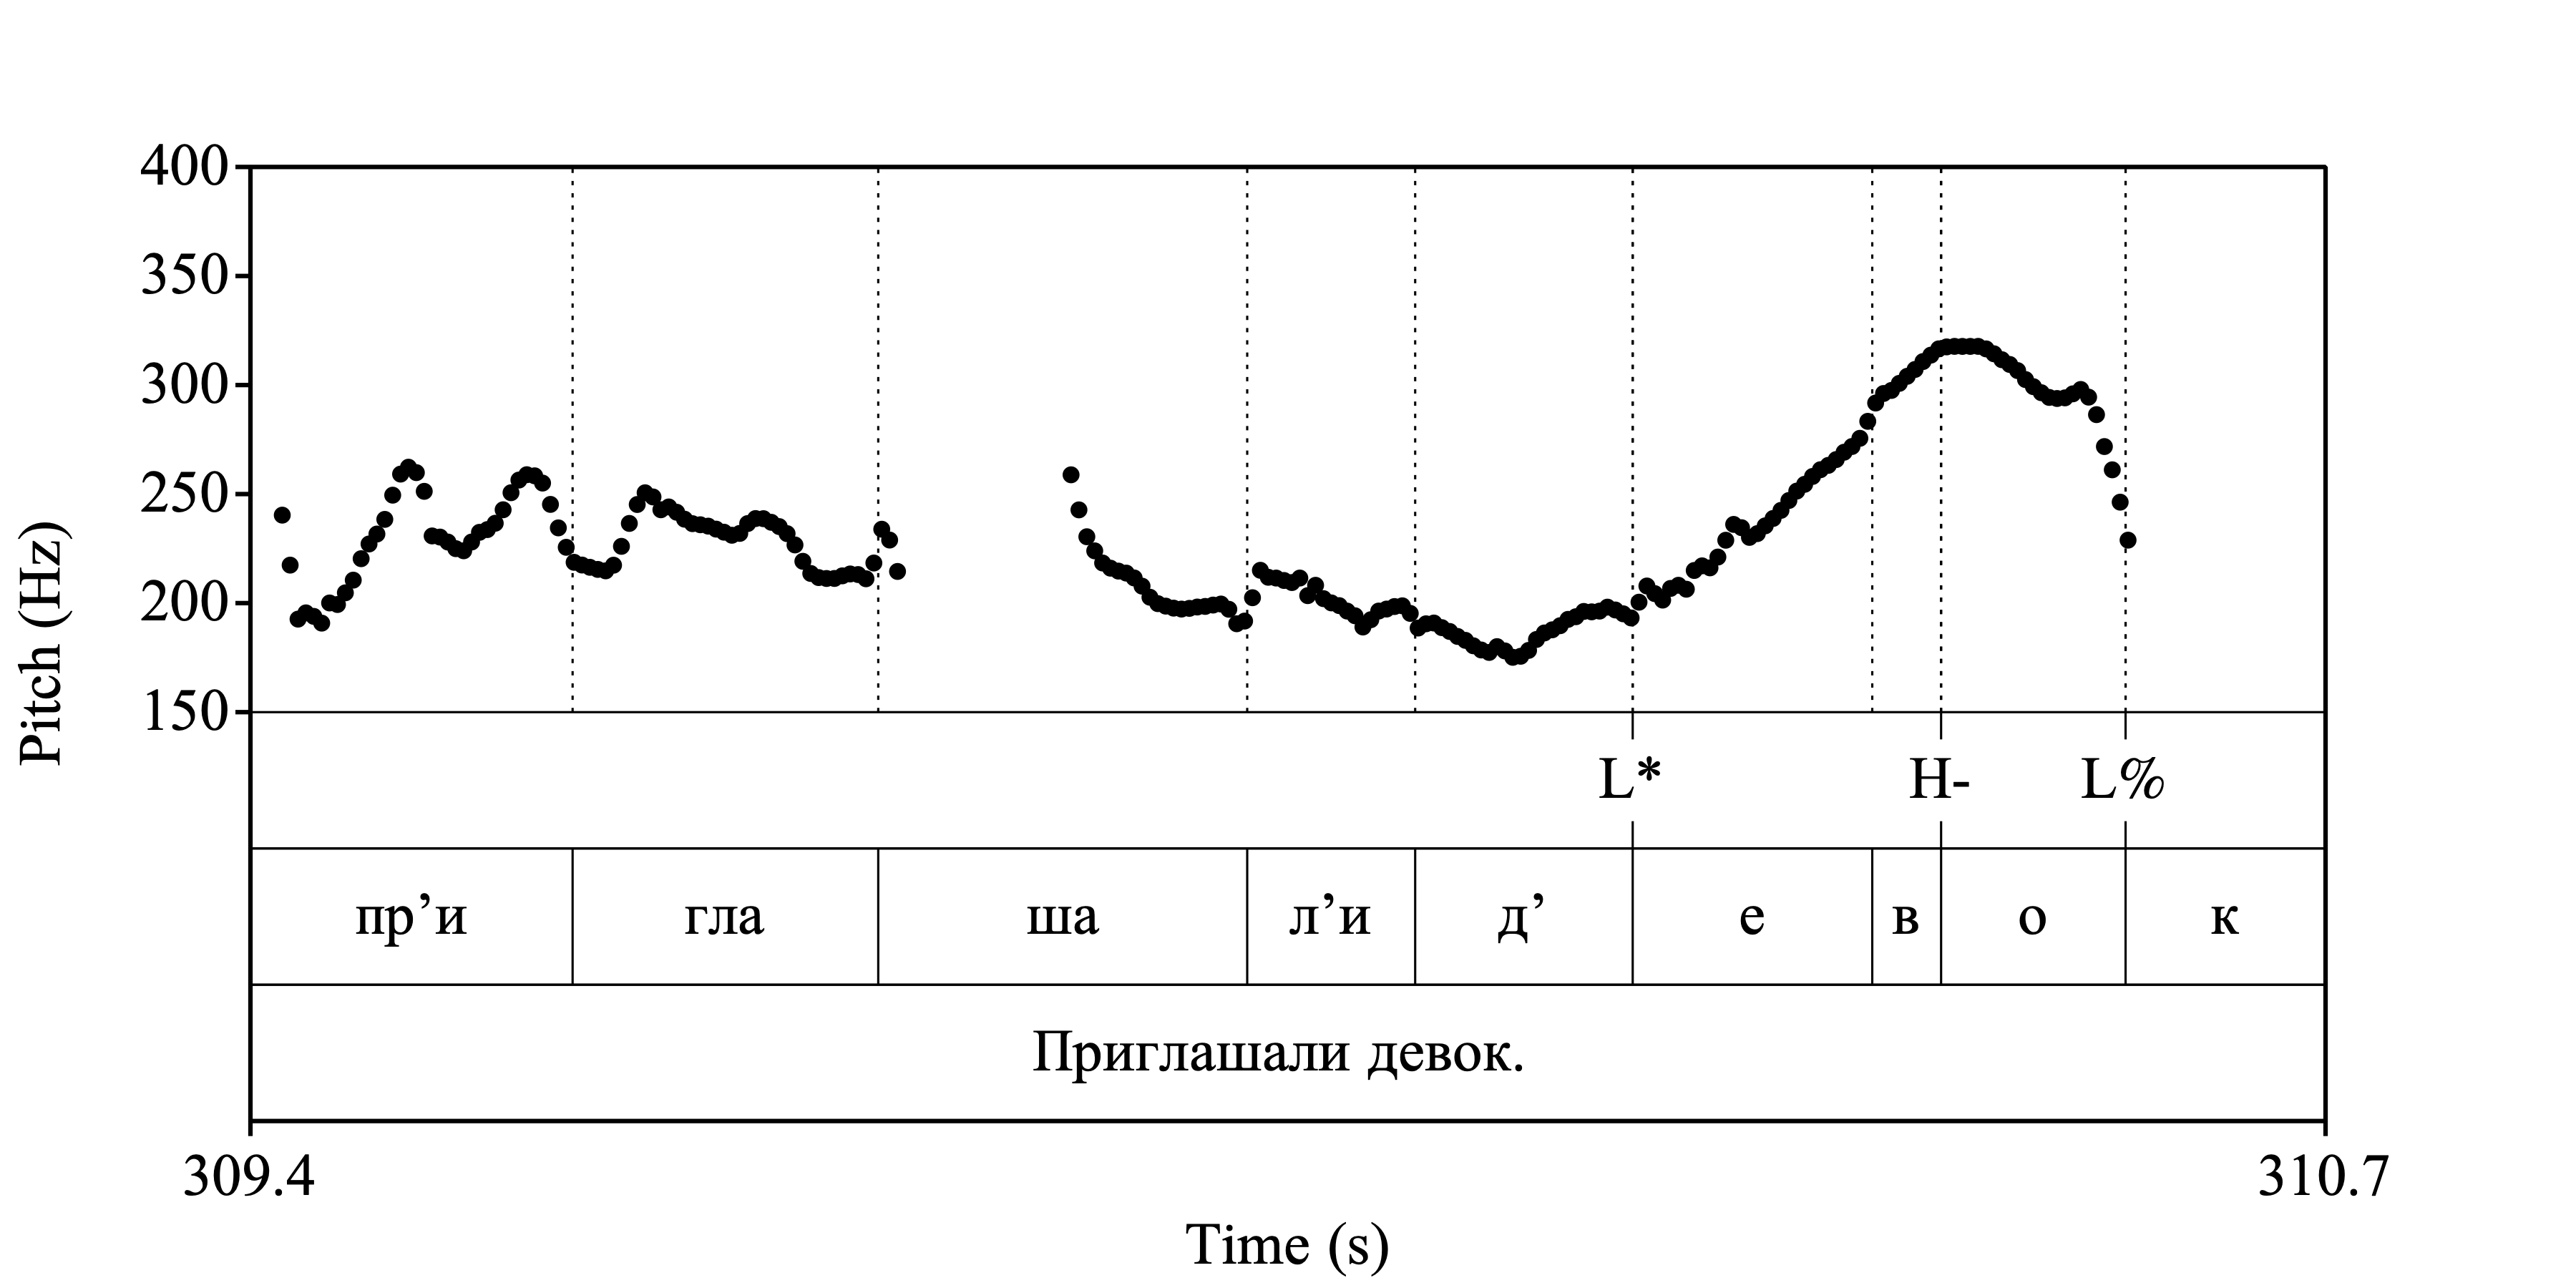 400
350
300
250
200
150
Pitch (Hz)
L* H- L%
пр’и гла ша л’и д’ е в о к
Приглашали девок.
309.4 310.7
Time (s)